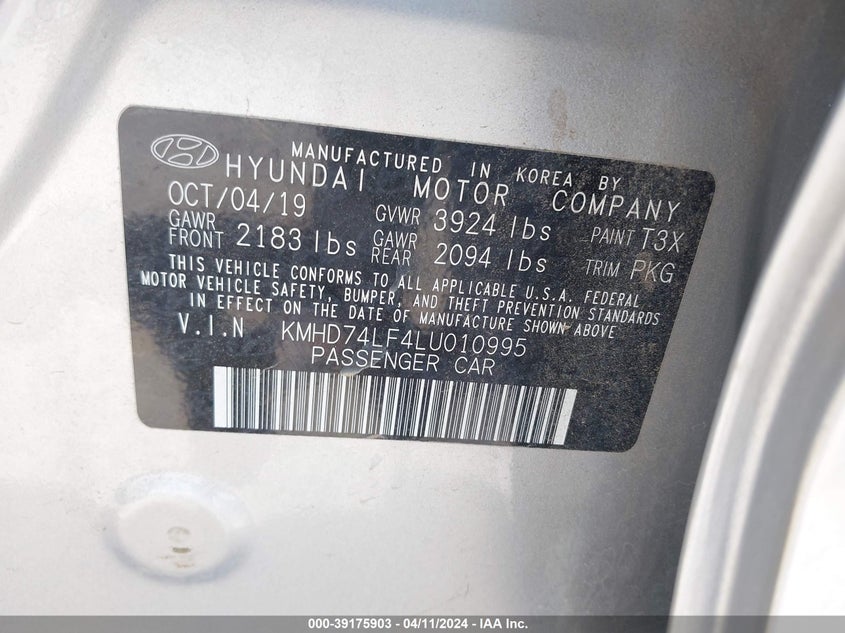 MANUFACTURED IN KOREA BY
HYUNDAI MOTOR COMPANY
OCT/04/19 GVWR 3924 lbs PAINT T3X
GAWR FRONT 2183 lbs GAWR REAR 2094 lbs TRIM PKG
THIS VEHICLE CONFORMS TO ALL APPLICABLE U.S.A. FEDERAL
MOTOR VEHICLE SAFETY, BUMPER, AND THEFT PREVENTION STANDARDS
IN EFFECT ON THE DATE OF MANUFACTURE SHOWN ABOVE
V.I.N KMHD74LF4LU010995
PASSENGER CAR
000-39175903 - 04/11/2024 - IAA Inc.